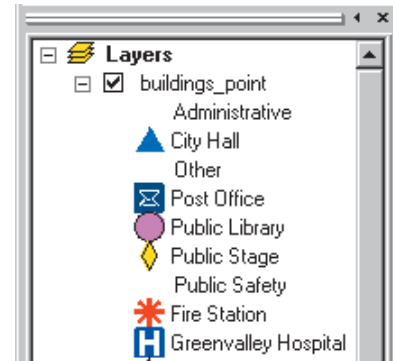 Layers
buildings_point
Administrative
City Hall
Other
Post Office
Public Library
Public Stage
Public Safety
Fire Station
H Greenvalley Hospital